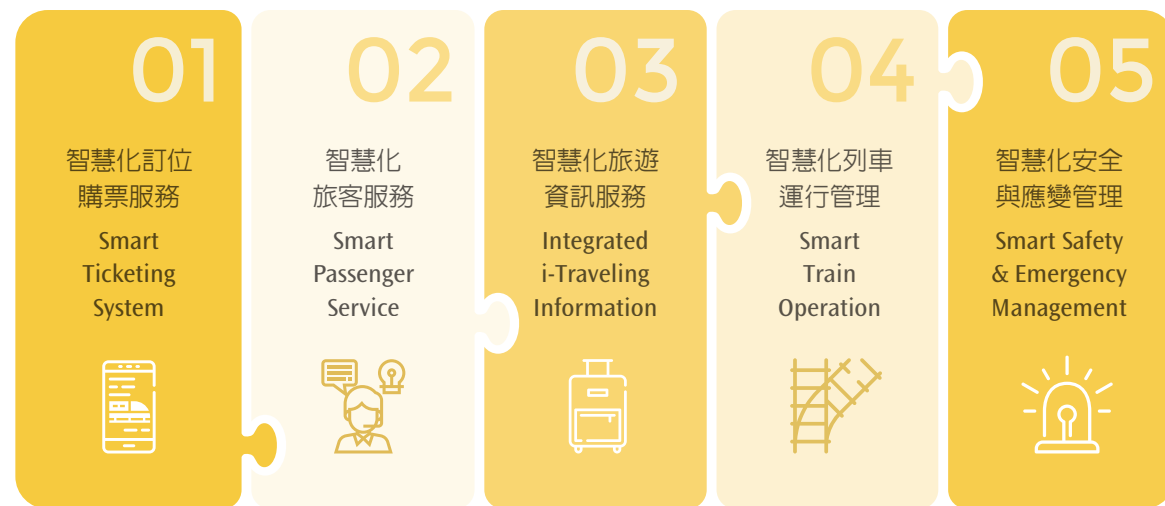 01
智慧化訂位
購票服務
Smart
Ticketing
System
02
智慧化
旅客服務
Smart
Passenger
Service
03
智慧化旅遊
資訊服務
Integrated
i-Traveling
Information
04
智慧化列車
運行管理
Smart
Train
Operation
05
智慧化安全
與應變管理
Smart Safety
& Emergency
Management